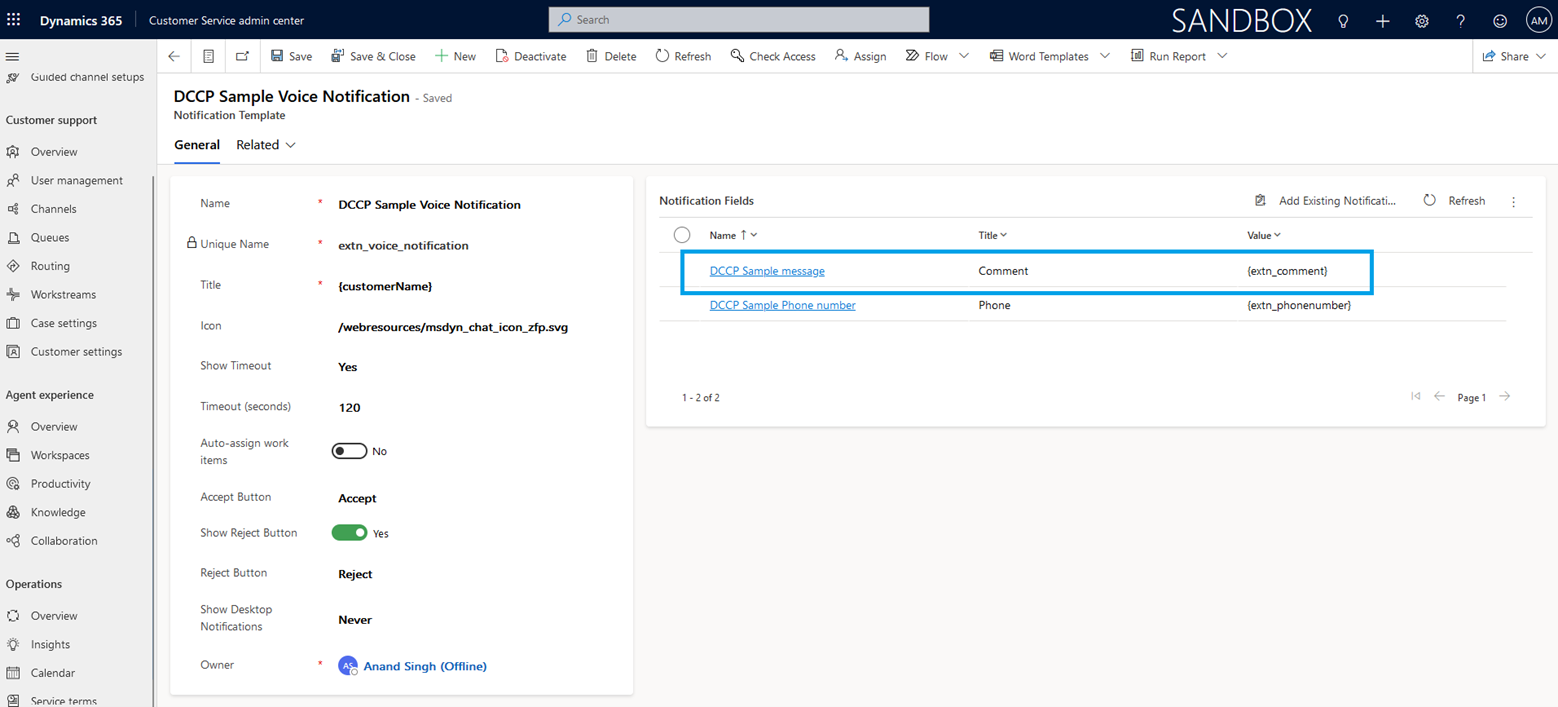 Dynamics 365
Customer Service admin center
Search
SANDBOX
?
AM
Guided channel setups
Customer support
Overview
User management
Channels
Queues
Routing
Workstreams
Case settings
Customer settings
Agent experience
Overview
Workspaces
Productivity
Knowledge
Collaboration
Operations
Overview
Insights
Calendar
Service terms
Save
Save & Close
New
Deactivate
Delete
Refresh
Check Access
Assign
Flow
Word Templates
Run Report
Share
DCCP Sample Voice Notification - Saved
Notification Template
General
Related
Name * DCCP Sample Voice Notification
Unique Name * extn_voice_notification
Title * {customerName}
Icon /webresources/msdyn_chat_icon_zfp.svg
Show Timeout Yes
Timeout (seconds) 120
Auto-assign work
items
No
Accept Button Accept
Show Reject Button Yes
Reject Button Reject
Show Desktop
Notifications
Never
Owner * AS Anand Singh (Offline)
Notification Fields
Add Existing Notificati...
Refresh
Name ↑ Title Value
DCCP Sample message Comment {extn_comment}
DCCP Sample Phone number Phone {extn_phonenumber}
1 - 2 of 2
Page 1